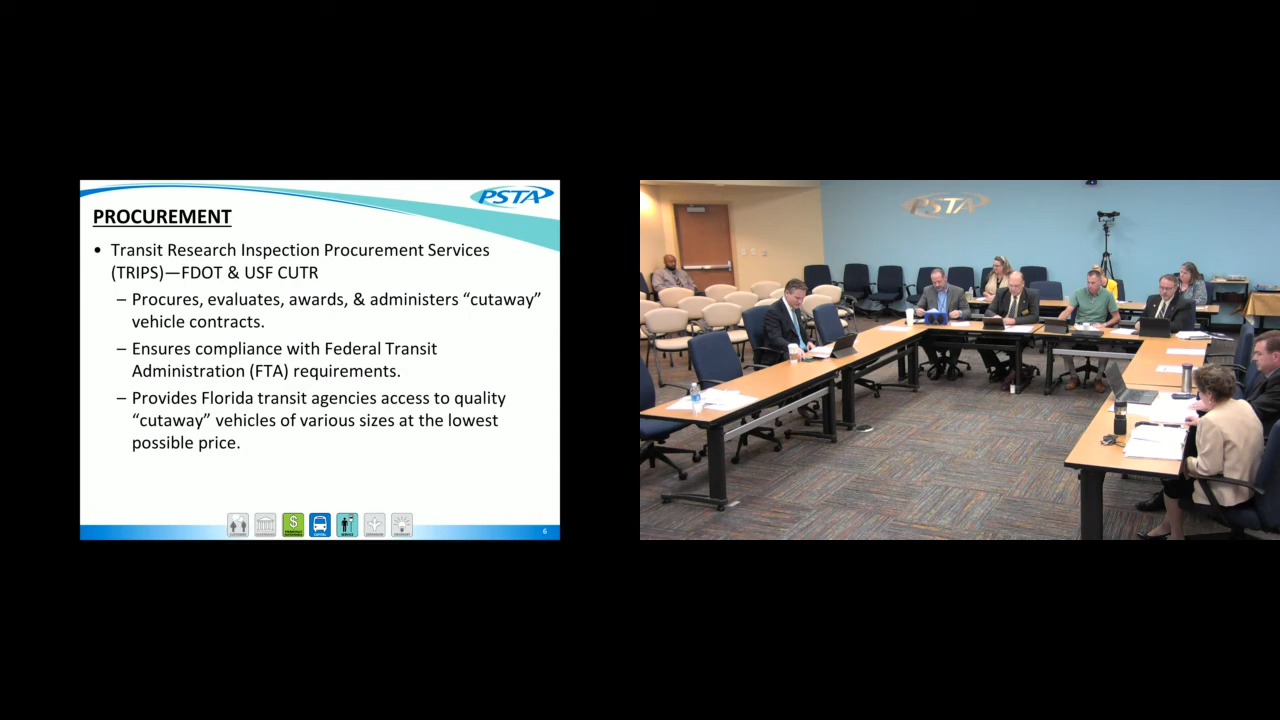 PSTA
PROCUREMENT
• Transit Research Inspection Procurement Services
(TRIPS)—FDOT & USF CUTR
– Procures, evaluates, awards, & administers “cutaway”
vehicle contracts.
– Ensures compliance with Federal Transit
Administration (FTA) requirements.
– Provides Florida transit agencies access to quality
“cutaway” vehicles of various sizes at the lowest
possible price.
6
PSTA